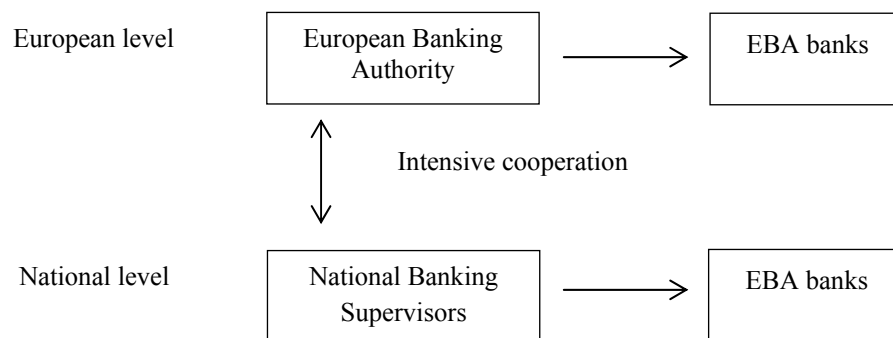 European level
European Banking
Authority
EBA banks
Intensive cooperation
National level
National Banking
Supervisors
EBA banks